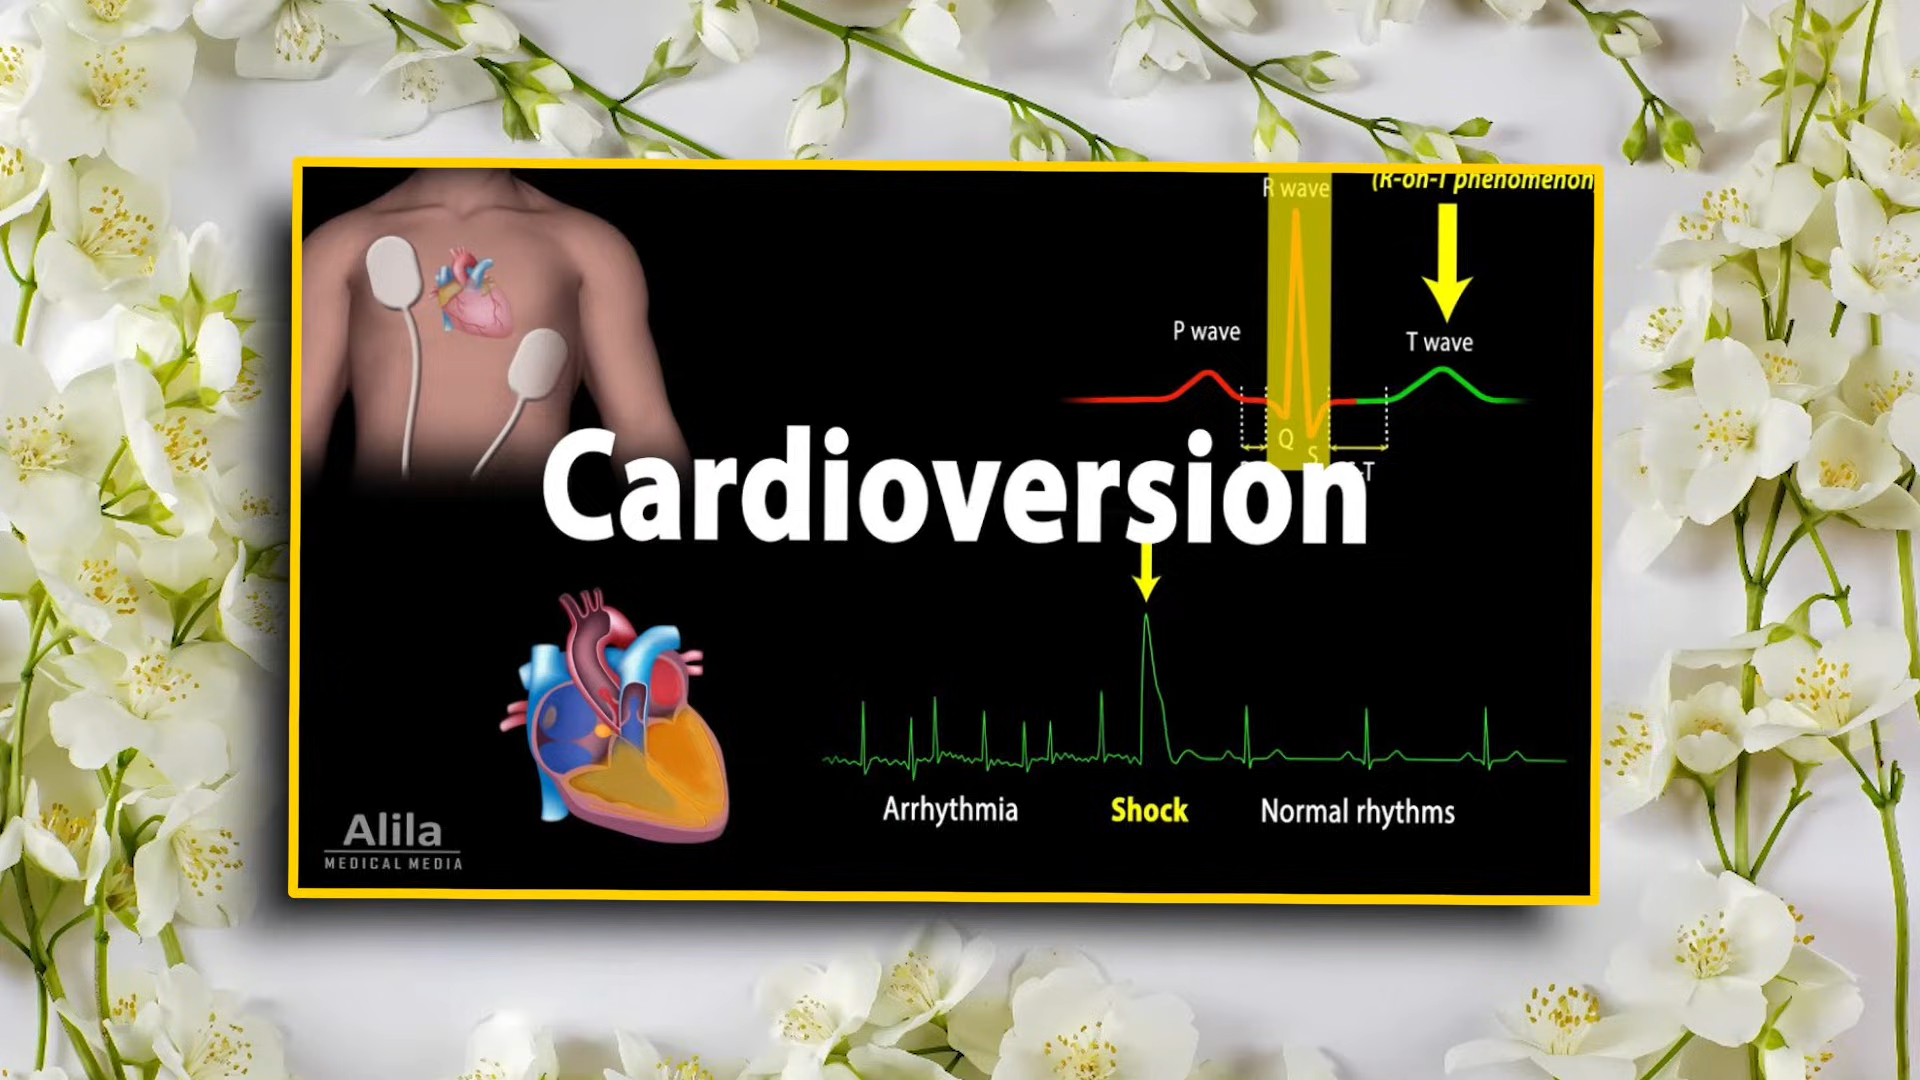 (R-on-T phenomenon
R wave
P wave
T wave
Q
S
Cardioversion
Arrhythmia
Shock
Normal rhythms
Alila
MEDICAL MEDIA